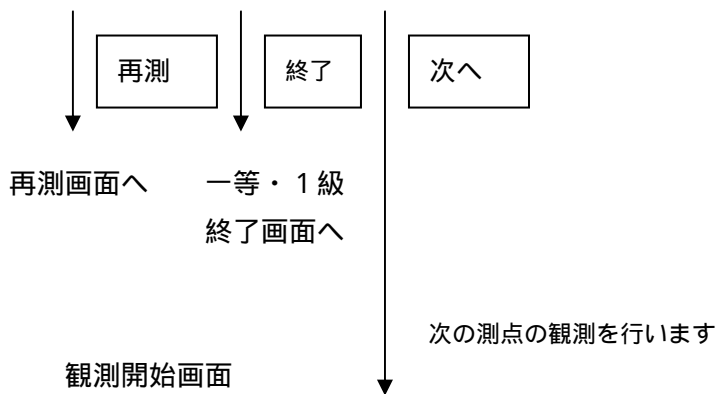 再測
終了
次へ
再測画面へ
一等・1級
終了画面へ
次の測点の観測を行います
観測開始画面